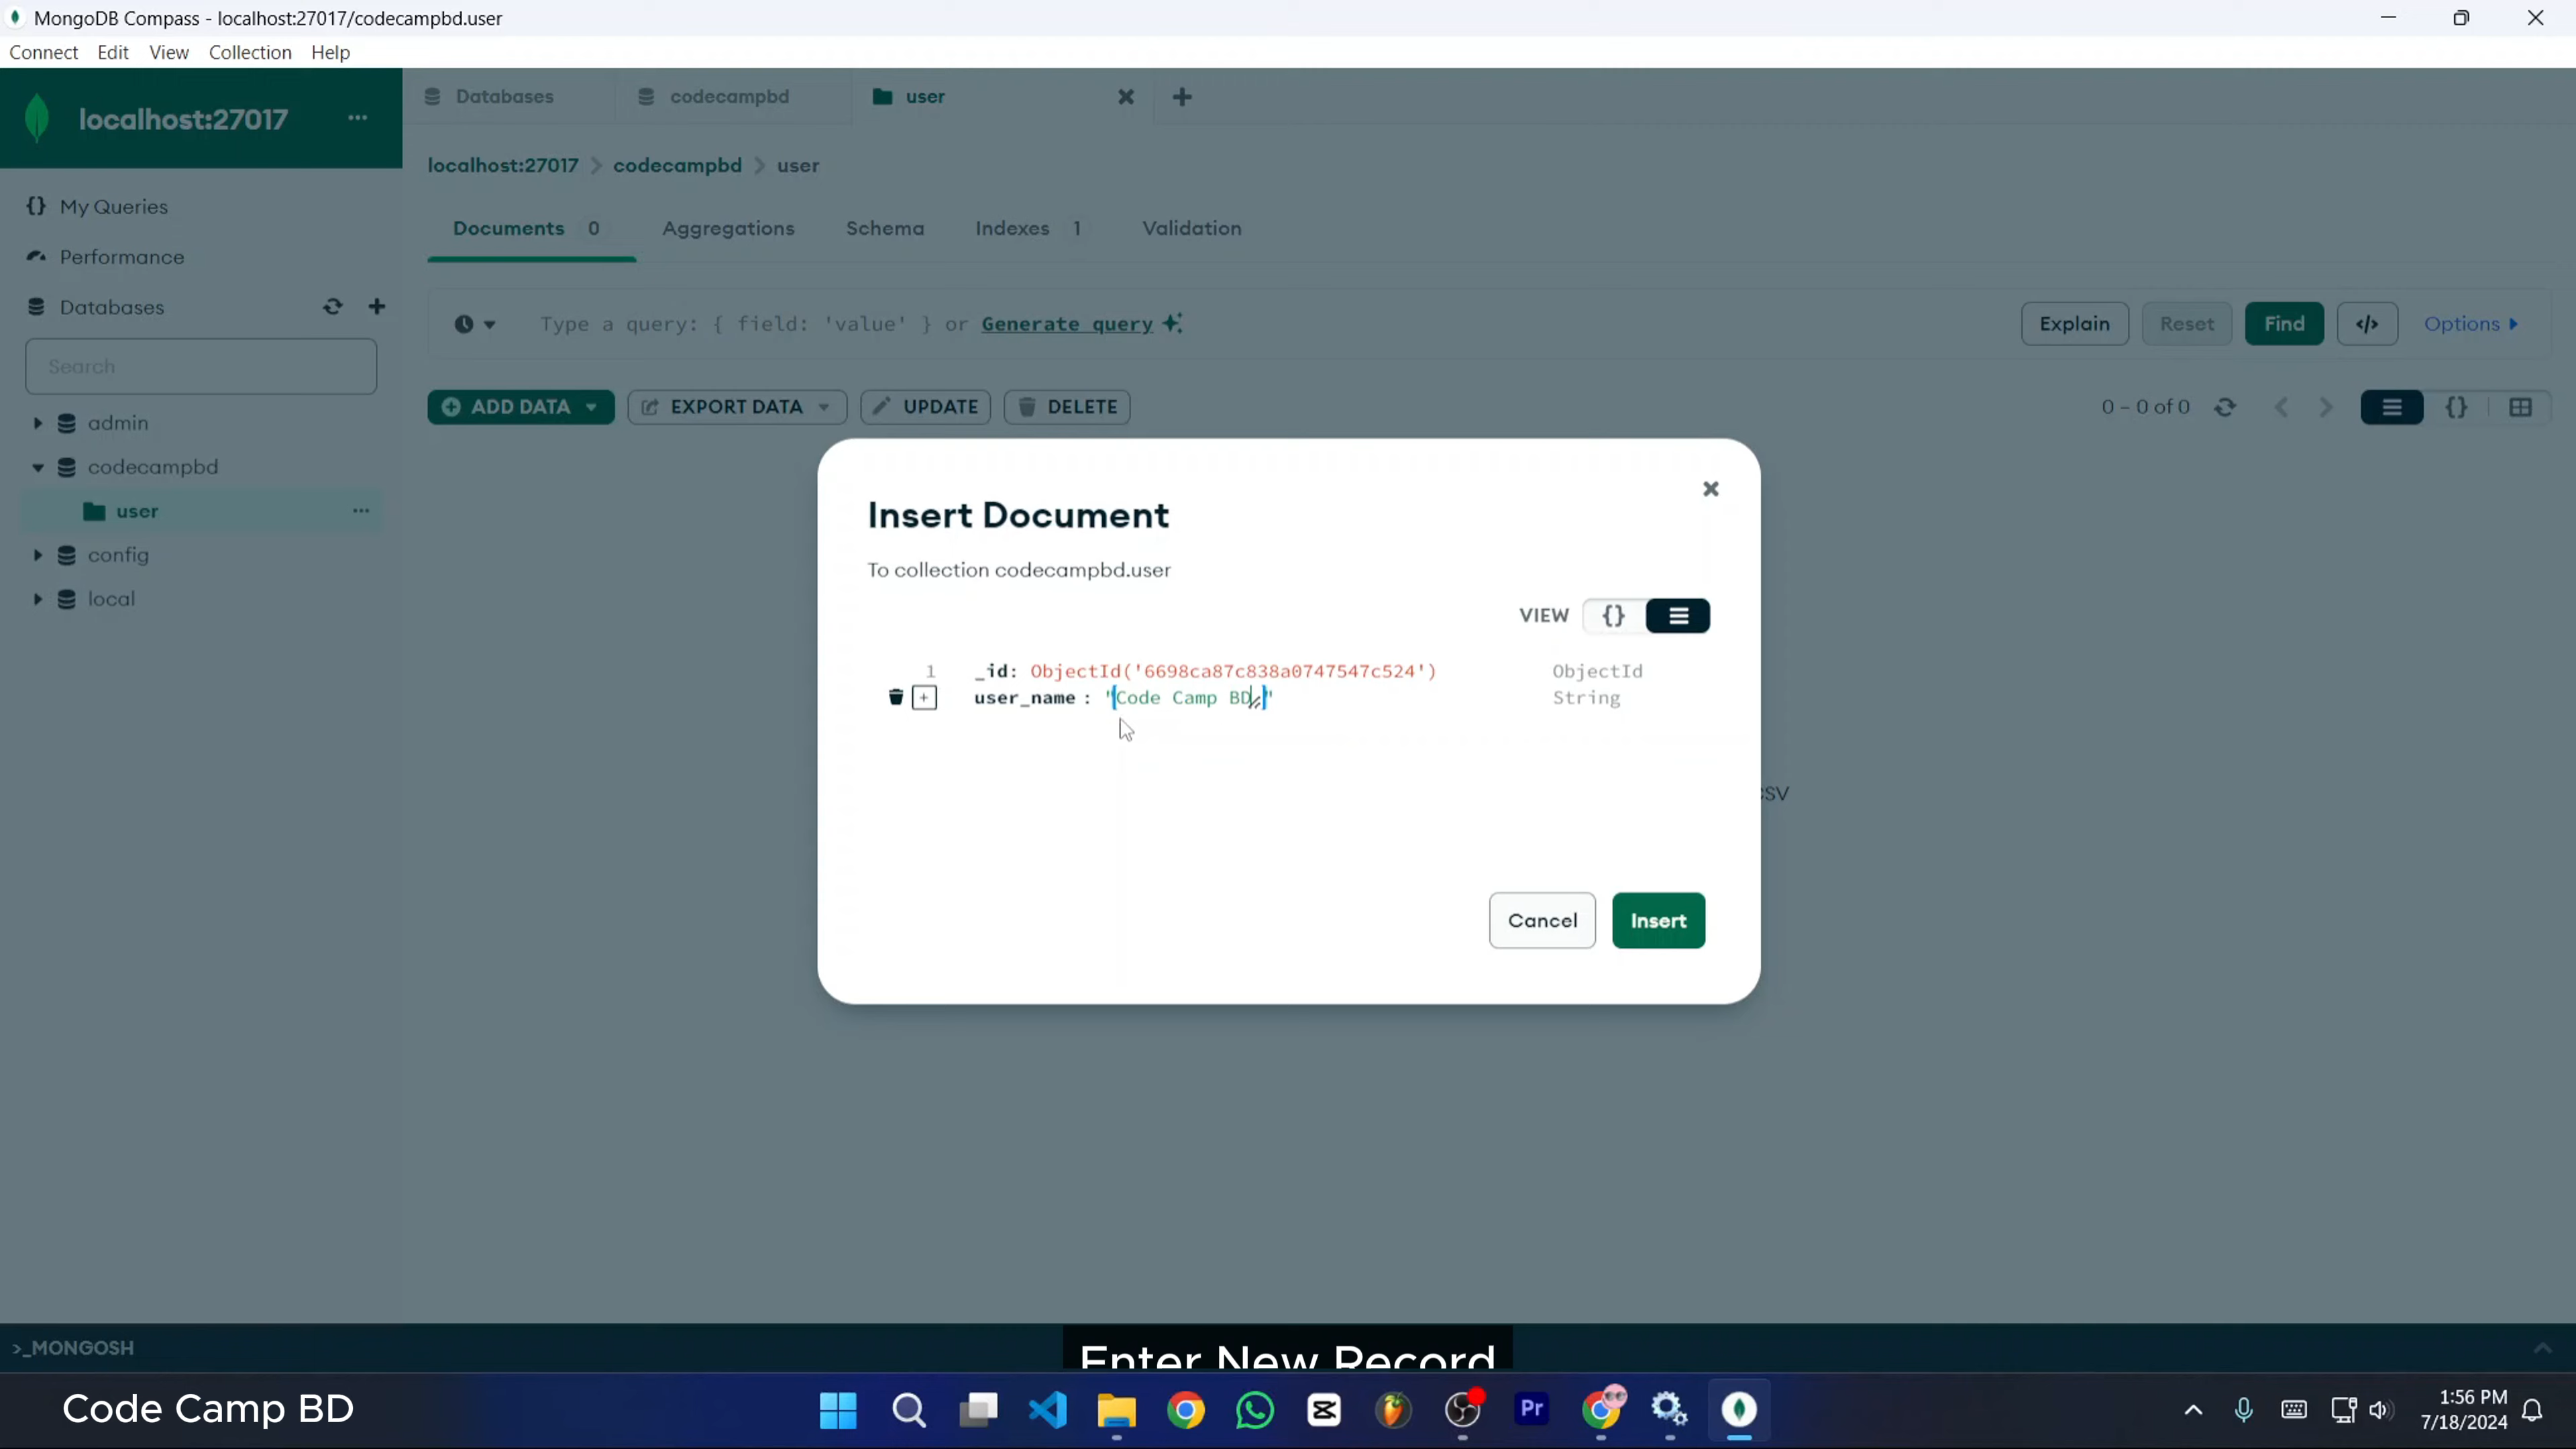 MongoDB Compass - localhost:27017/codecampbd.user
Connect Edit View Collection Help
localhost:27017 ...
Databases codecampbd user
localhost:27017 > codecampbd > user
My Queries
Performance
Databases
Search
admin
codecampbd
user ...
config
local
Documents 0 Aggregations Schema Indexes 1 Validation
Type a query: { field: 'value' } or Generate query
Explain Reset Find </> Options
ADD DATA EXPORT DATA UPDATE DELETE
0 – 0 of 0 {}
Insert Document
To collection codecampbd.user
VIEW {}
1 _id: ObjectId('6698ca87c838a0747547c524') ObjectId
user_name : "Code Camp BD" String
CSV
Cancel Insert
>_MONGOSH
Enter New Record
Code Camp BD
Pr
1:56 PM
7/18/2024